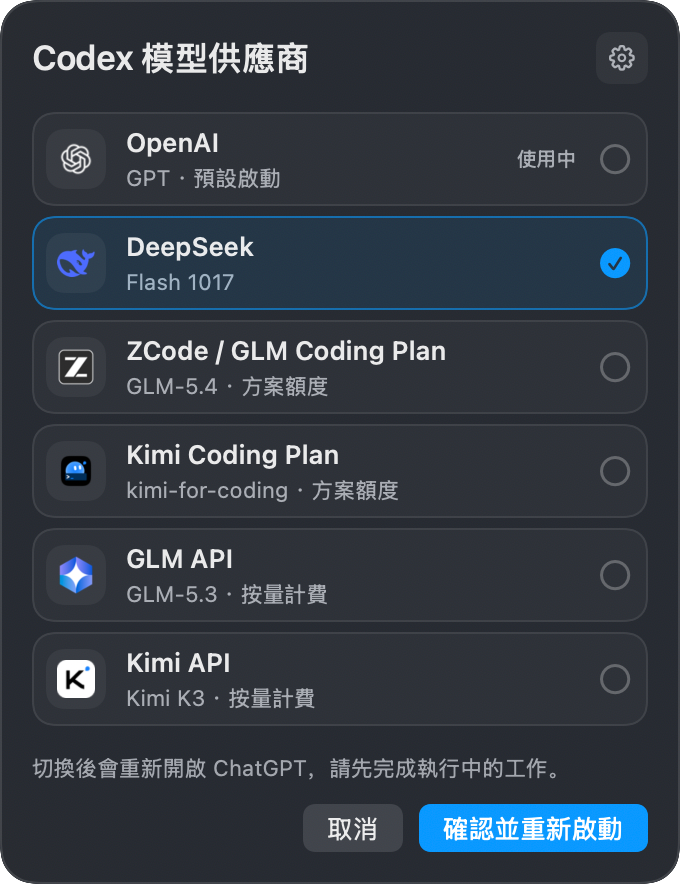 Codex 模型供應商
OpenAI
GPT · 預設啟動
使用中
DeepSeek
Flash 1017
ZCode / GLM Coding Plan
GLM-5.4 · 方案額度
Kimi Coding Plan
kimi-for-coding · 方案額度
GLM API
GLM-5.3 · 按量計費
Kimi API
Kimi K3 · 按量計費
切換後會重新開啟 ChatGPT，請先完成執行中的工作。
取消
確認並重新啟動